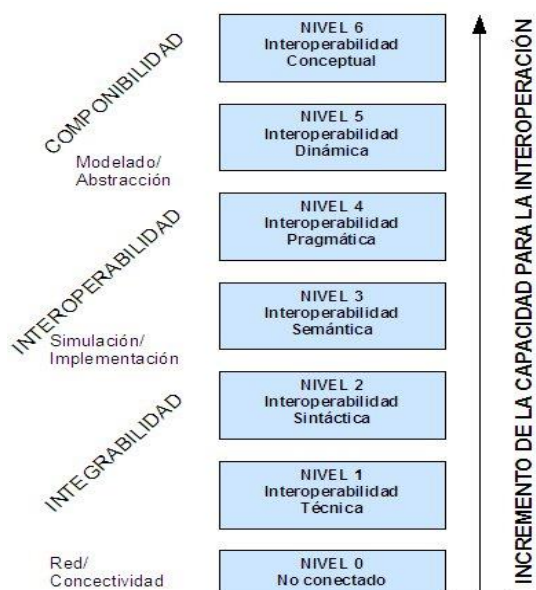 NIVEL 6
Interoperabilidad
Conceptual
COMPONIBILIDAD
NIVEL 5
Interoperabilidad
Dinámica
Modelado/
Abstracción
NIVEL 4
Interoperabilidad
Pragmática
INTEROPERABILIDAD
NIVEL 3
Interoperabilidad
Semántica
Simulación/
Implementación
NIVEL 2
Interoperabilidad
Sintáctica
INTEGRABILIDAD
NIVEL 1
Interoperabilidad
Técnica
Red/
Concectividad
NIVEL 0
No conectado
INCREMENTO DE LA CAPACIDAD PARA LA INTEROPERACIÓN